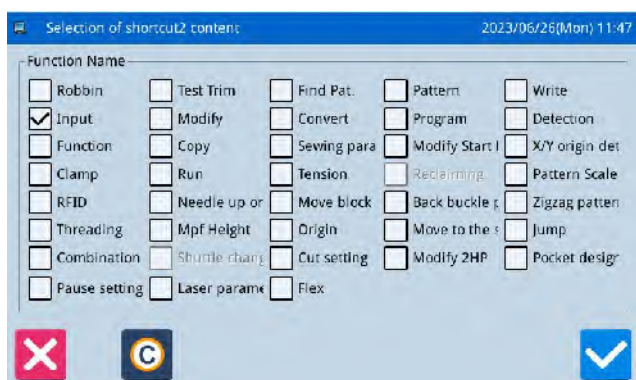 Selection of shortcut2 content 2023/06/26(Mon) 11:47
Function Name
Robbin Test Trim Find Pat. Pattern Write
Input Modify Convert Program Detection
Function Copy Sewing para Modify Start I X/Y origin det
Clamp Run Tension Reclaiming Pattern Scale
RFID Needle up or Move block Back buckle p Zigzag patten
Threading Mpf Height Origin Move to the s Jump
Combination Shuttle chang Cut setting Modify 2HP Pocket desigr
Pause setting Laser parame Flex
C